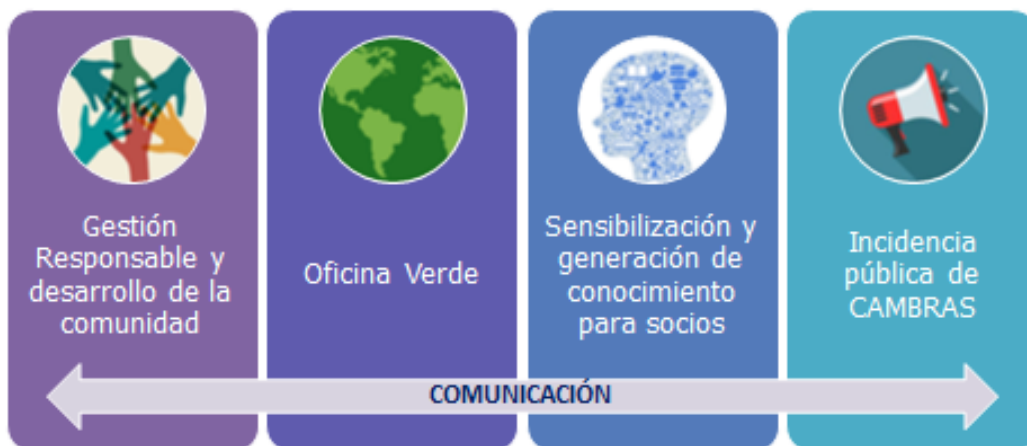 Gestión
Responsable y
desarrollo de la
comunidad
Oficina Verde
Sensibilización y
generación de
conocimiento
para socios
Incidencia
pública de
CAMBRAS
COMUNICACIÓN